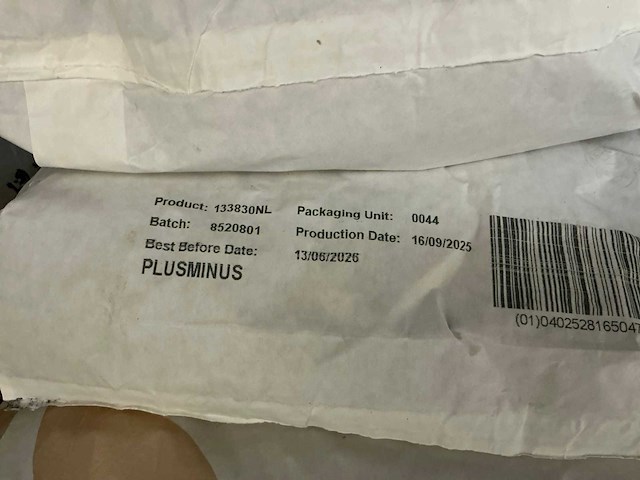 Product: 133830NL Packaging Unit: 0044
Batch: 8520801 Production Date: 16/09/2025
Best Before Date: 13/06/2026
PLUSMINUS
(01)0402528165047